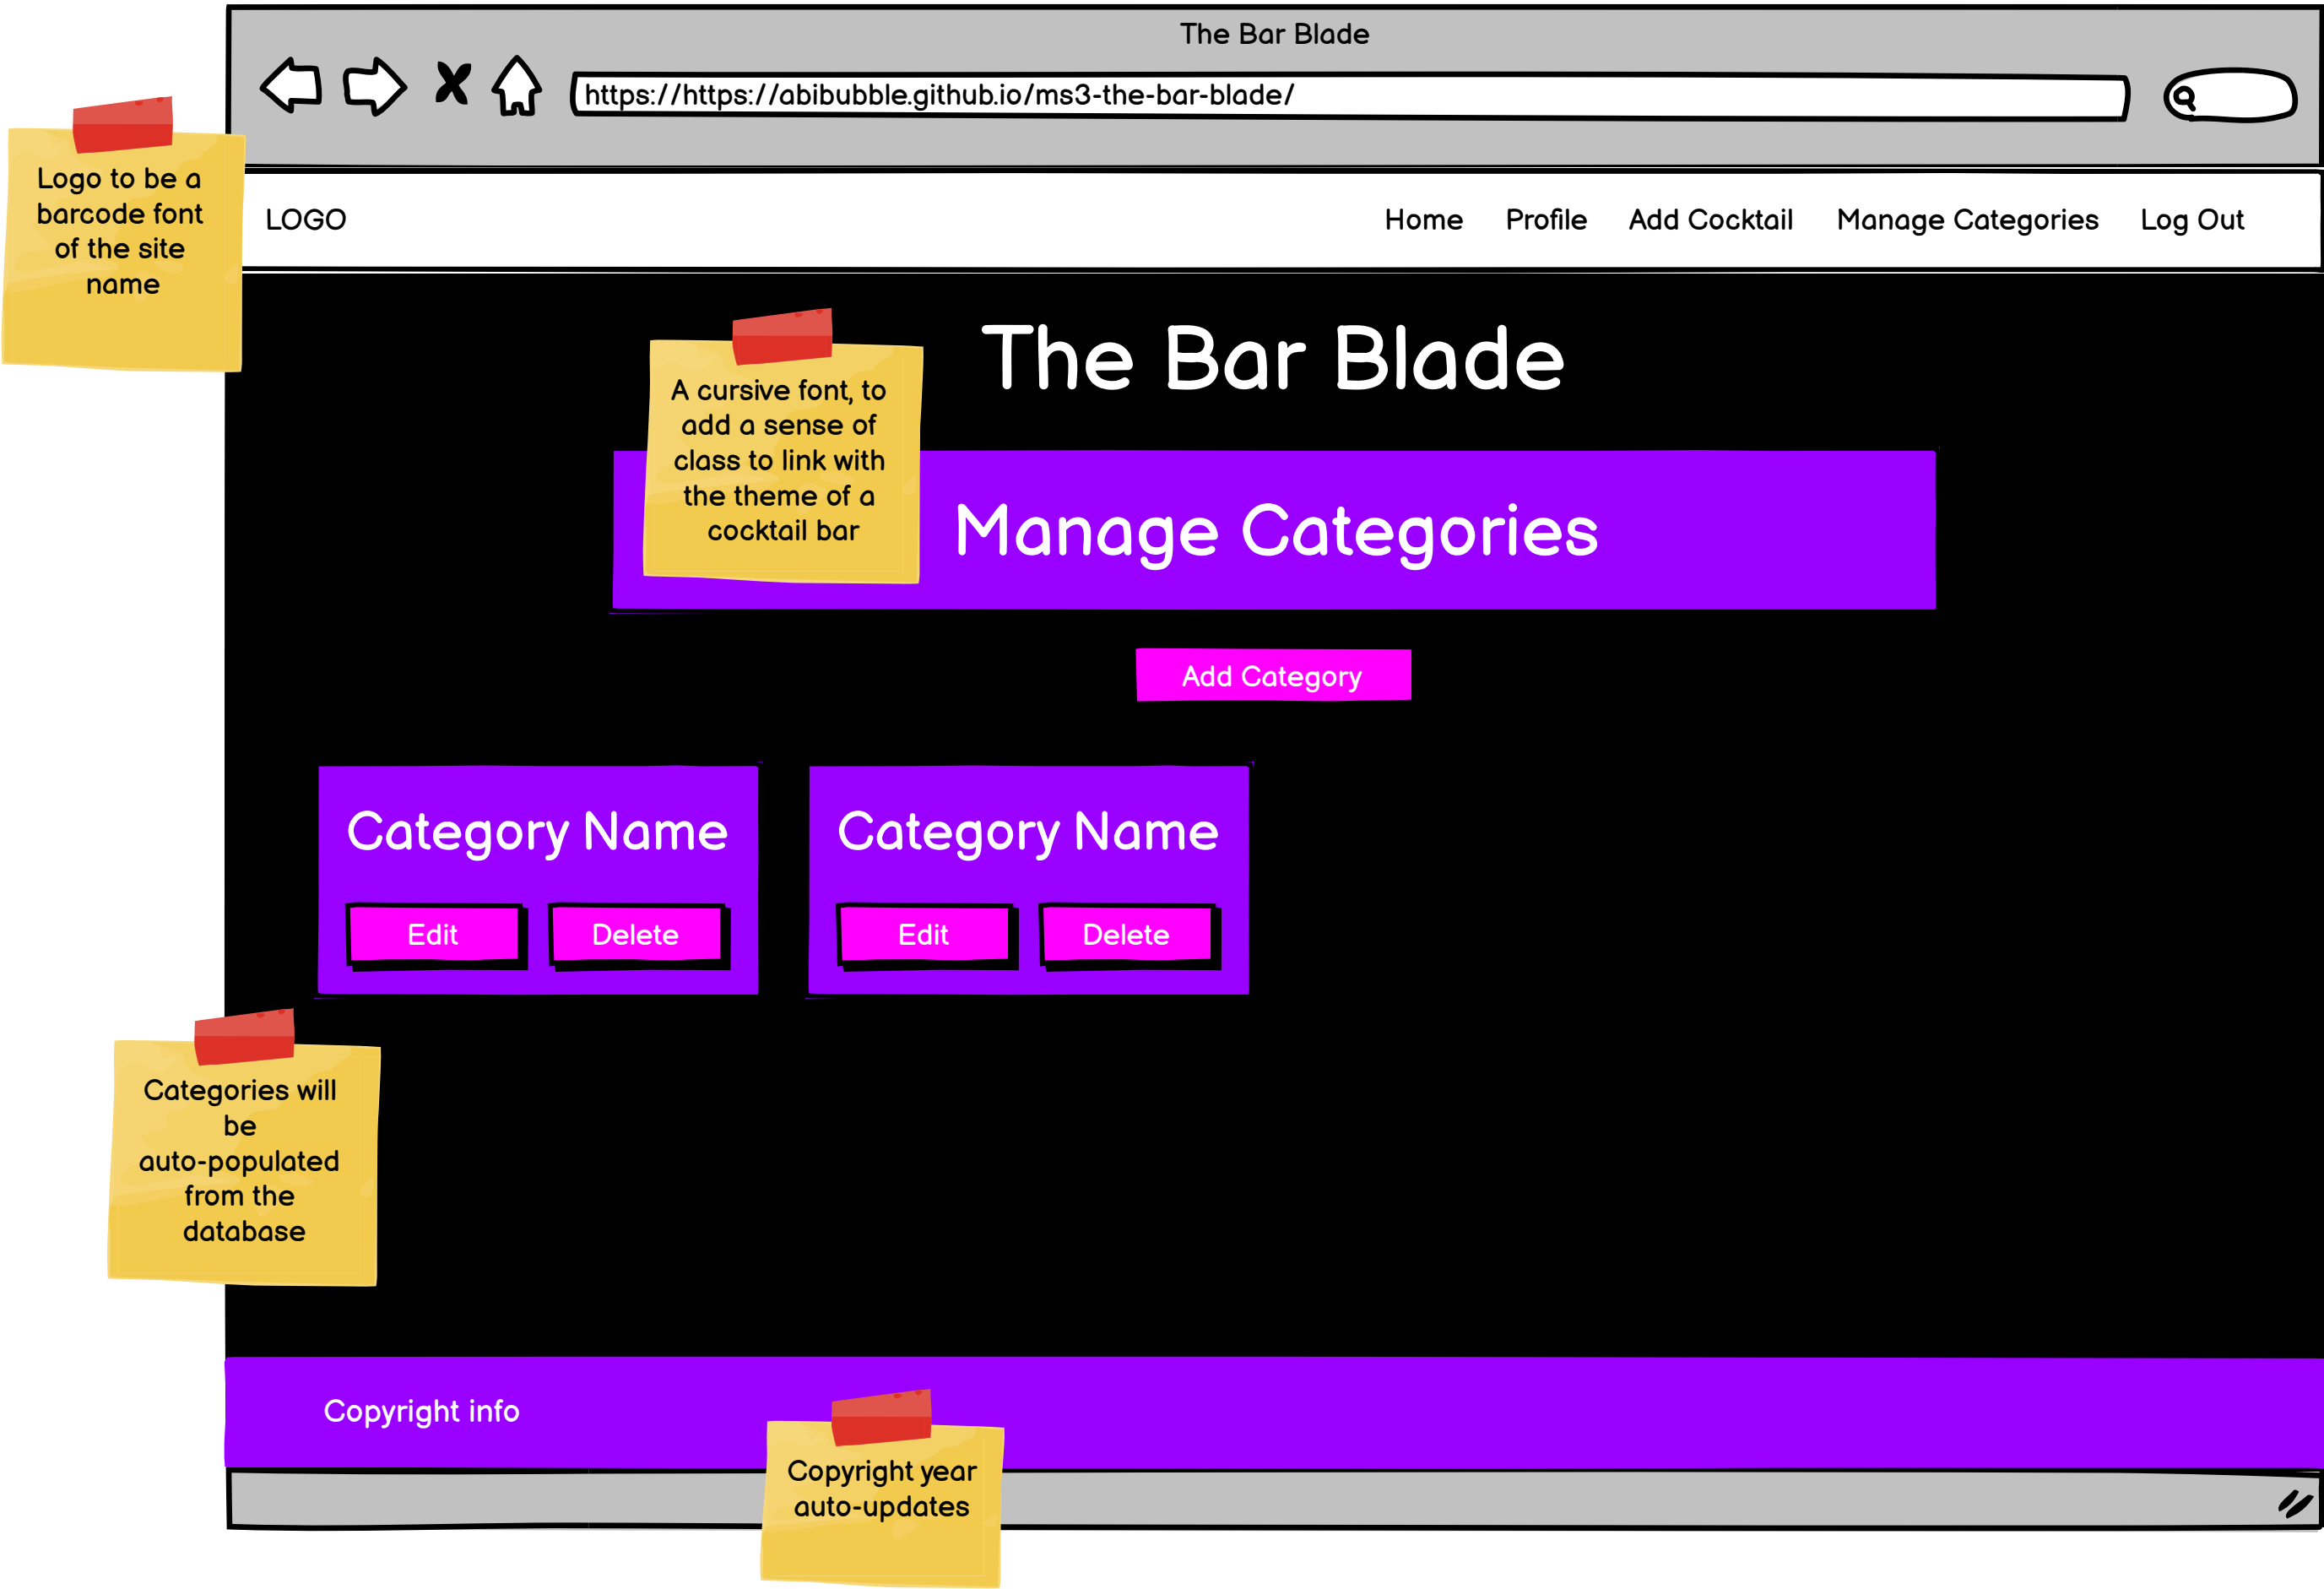 The Bar Blade
https://https://abibubble.github.io/ms3-the-bar-blade/
Logo to be a
barcode font
of the site
name
LOGO
Home Profile Add Cocktail Manage Categories Log Out
The Bar Blade
A cursive font, to
add a sense of
class to link with
the theme of a
cocktail bar
Manage Categories
Add Category
Category Name
Edit Delete
Category Name
Edit Delete
Categories will
be
auto-populated
from the
database
Copyright info
Copyright year
auto-updates